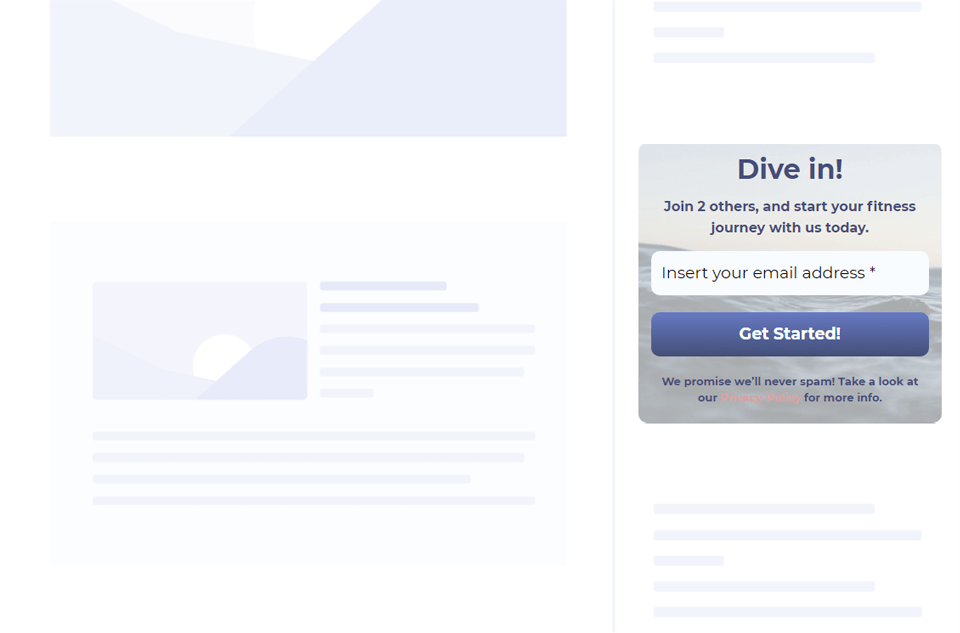 Dive in!
Join 2 others, and start your fitness
journey with us today.
Insert your email address *
Get Started!
We promise we'll never spam! Take a look at
our Privacy Policy for more info.